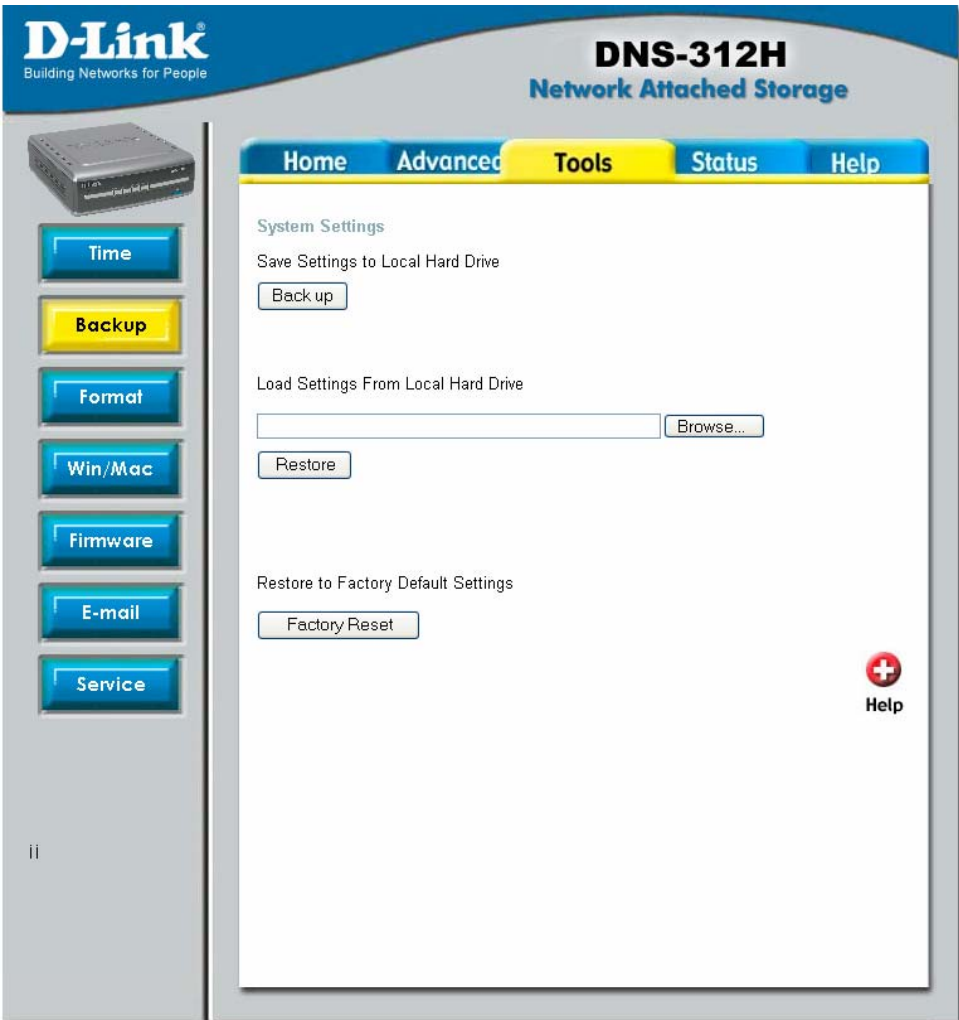 D-Link®
Building Networks for People
DNS-312H
Network Attached Storage
Home Advanced Tools Status Help
Time
Backup
Format
Win/Mac
Firmware
E-mail
Service
System Settings
Save Settings to Local Hard Drive
Back up
Load Settings From Local Hard Drive
Browse...
Restore
Restore to Factory Default Settings
Factory Reset
Help
ii